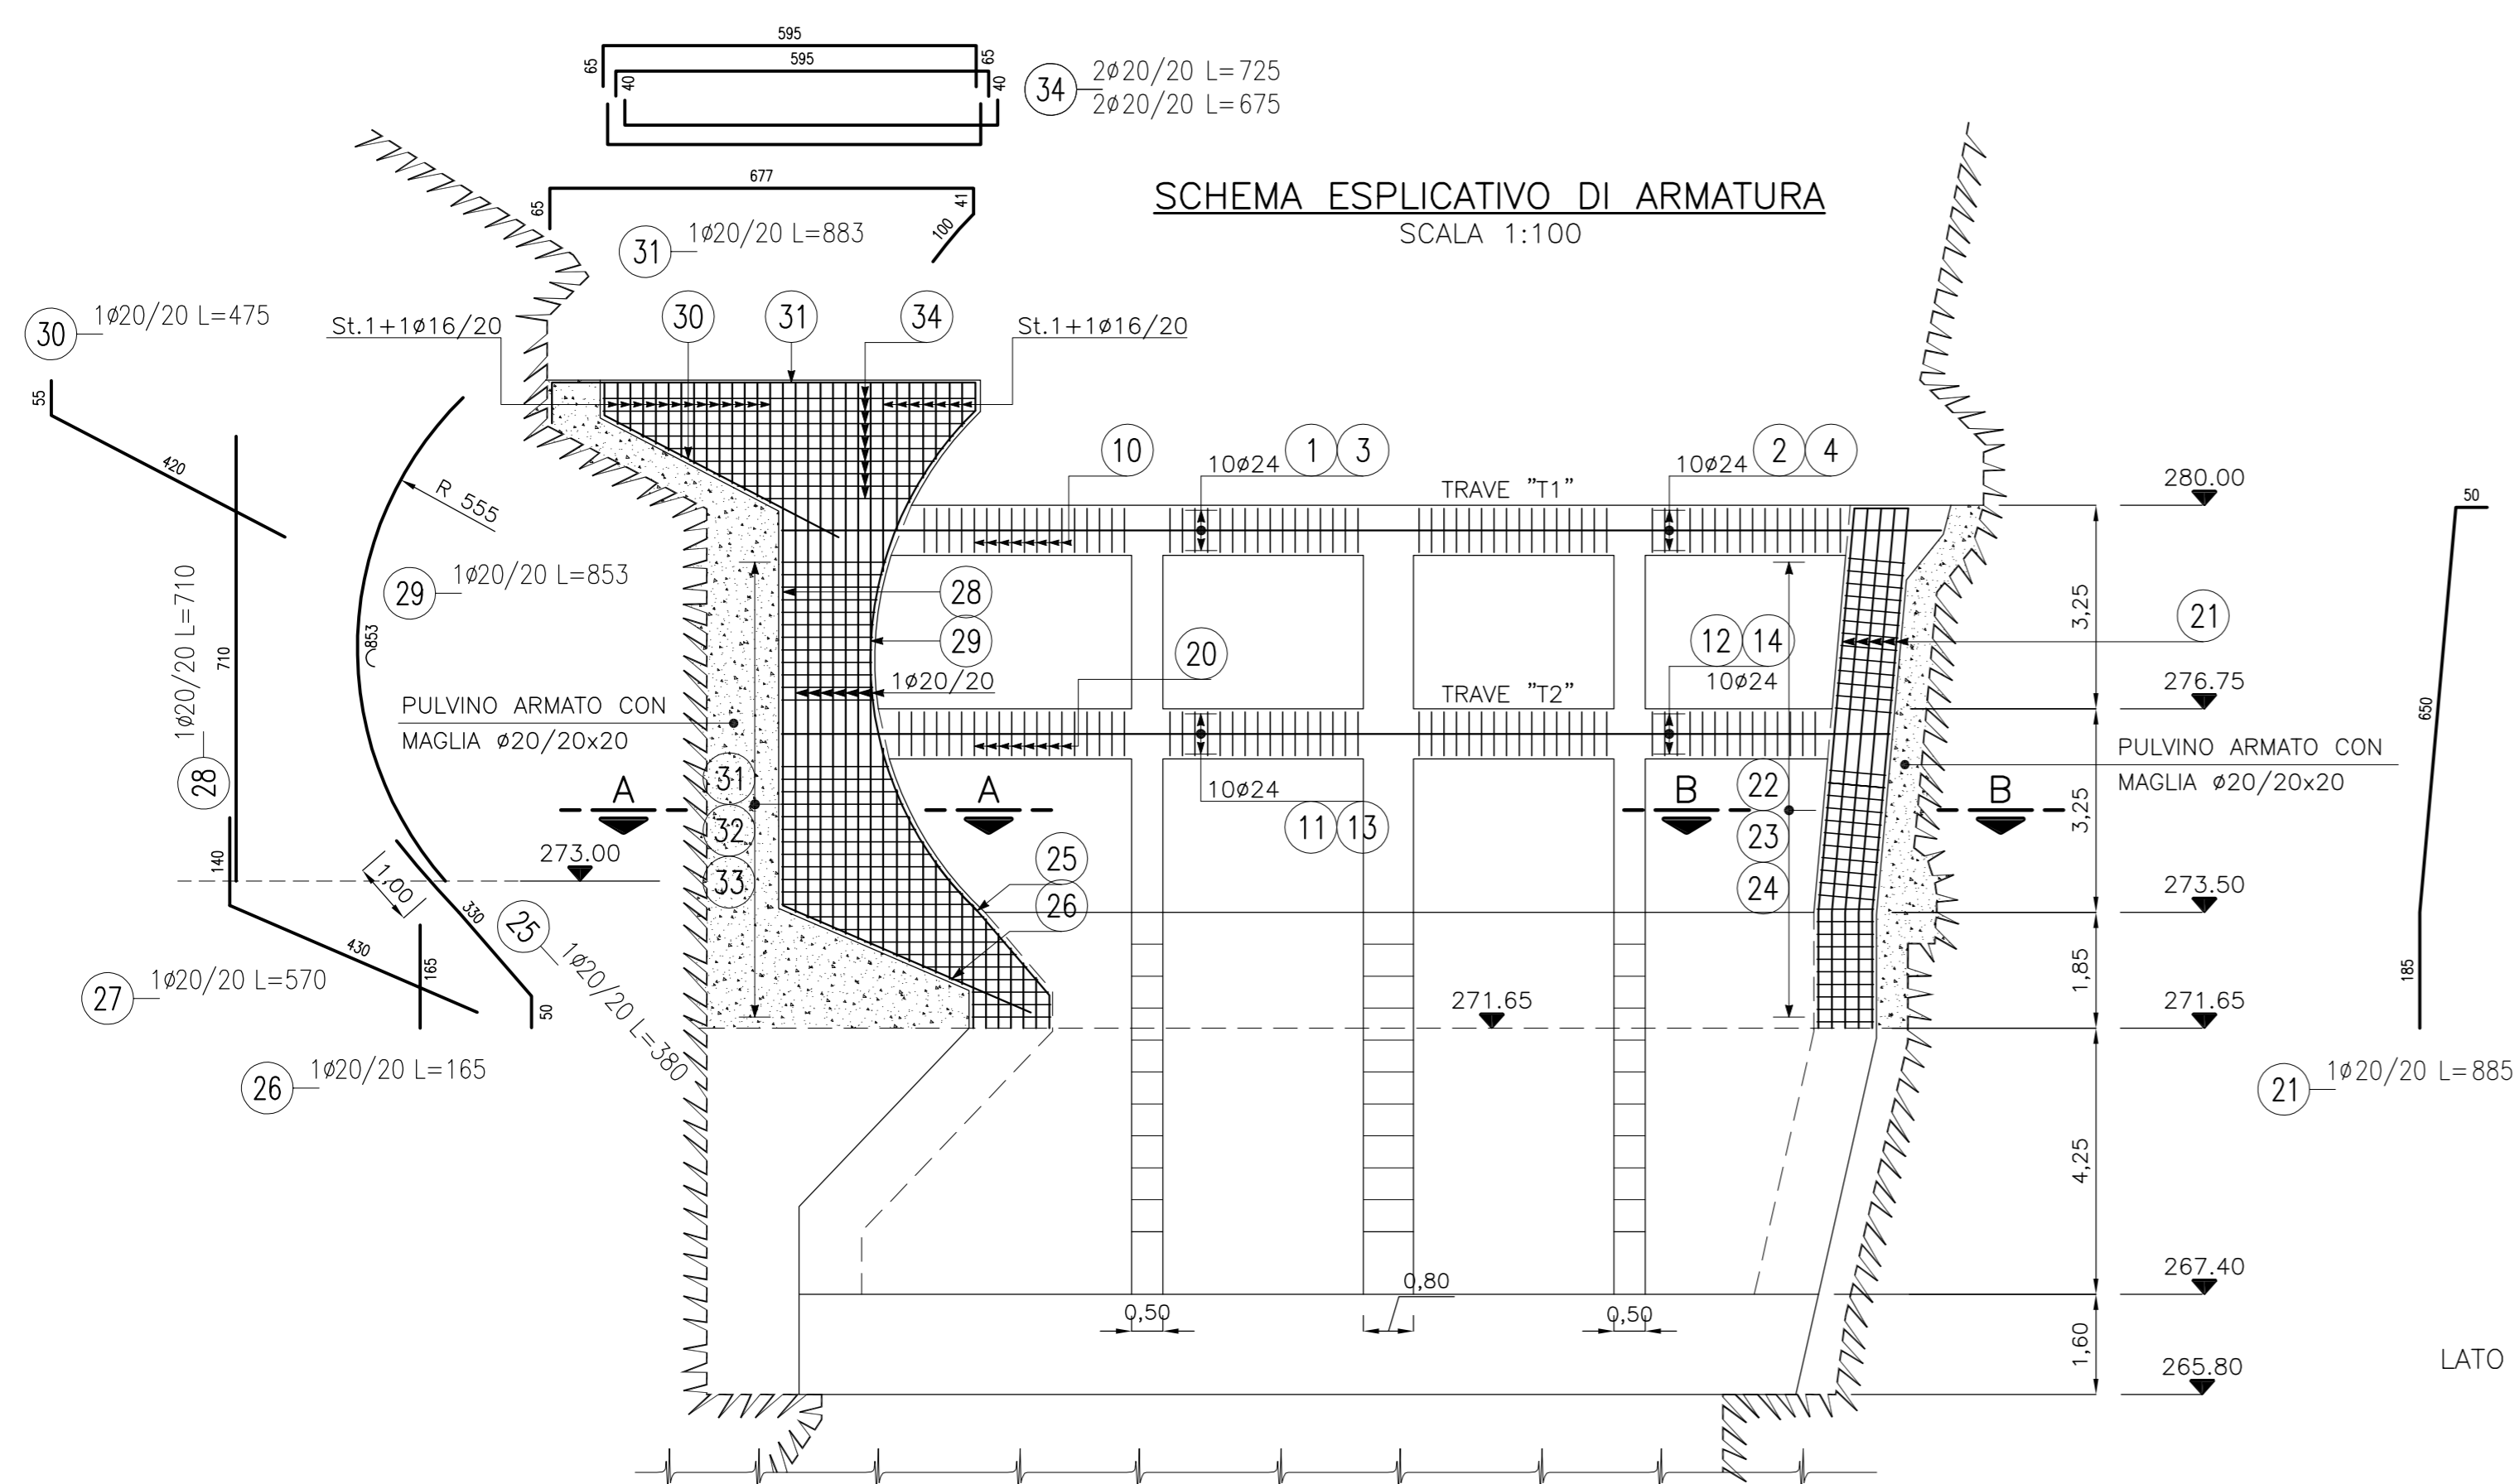 595
595
65
65
40
40
34
2ø20/20 L=725
2ø20/20 L=675
677
65
41
100
31
1ø20/20 L=883
SCHEMA ESPLICATIVO DI ARMATURA
SCALA 1:100
30
1ø20/20 L=475
St.1+1ø16/20
30
31
34
St.1+1ø16/20
55
420
R 555
29
1ø20/20 L=853
853
1ø20/20 L=710
28
710
10
10ø24
1
3
10ø24
2
4
TRAVE "T1"
280.00
50
28
29
1ø20/20
20
12
14
10ø24
21
3,25
276.75
650
PULVINO ARMATO CON
MAGLIA ø20/20x20
TRAVE "T2"
PULVINO ARMATO CON
MAGLIA ø20/20x20
31
32
33
A
A
10ø24
11
13
22
23
24
B
B
3,25
273.00
140
1,00
330
430
165
50
25
1ø20/20 L=380
25
26
273.50
27
1ø20/20 L=570
1,85
271.65
271.65
185
26
1ø20/20 L=165
21
1ø20/20 L=885
4,25
267.40
0,80
0,50
0,50
1,60
265.80
LATO